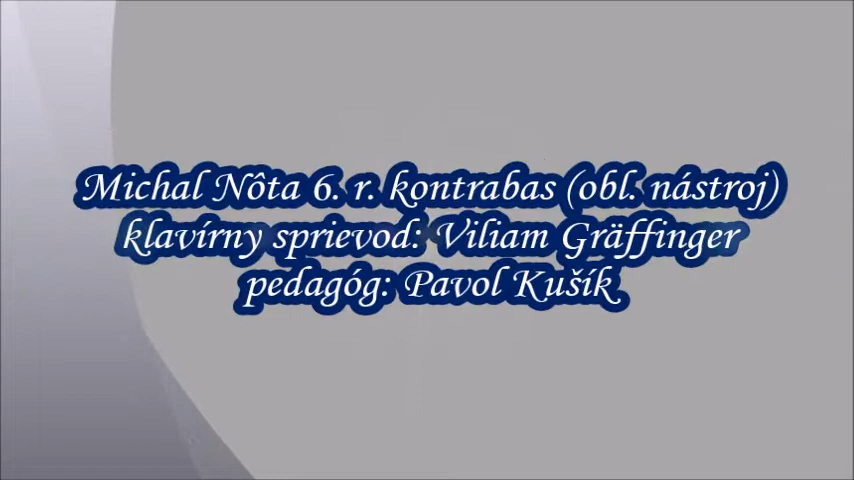 Michal Nôta 6. r. kontrabas (obl. nástroj)
klavírny sprievod: Viliam Gräffinger
pedagóg: Pavol Kušík